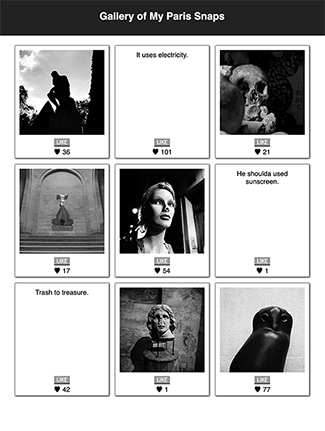 Gallery of My Paris Snaps
It uses electricity.
LIKE
♥ 36
LIKE
♥ 101
LIKE
♥ 21
He shoulda used
sunscreen.
LIKE
♥ 17
LIKE
♥ 54
LIKE
♥ 1
Trash to treasure.
LIKE
♥ 42
LIKE
♥ 1
LIKE
♥ 77